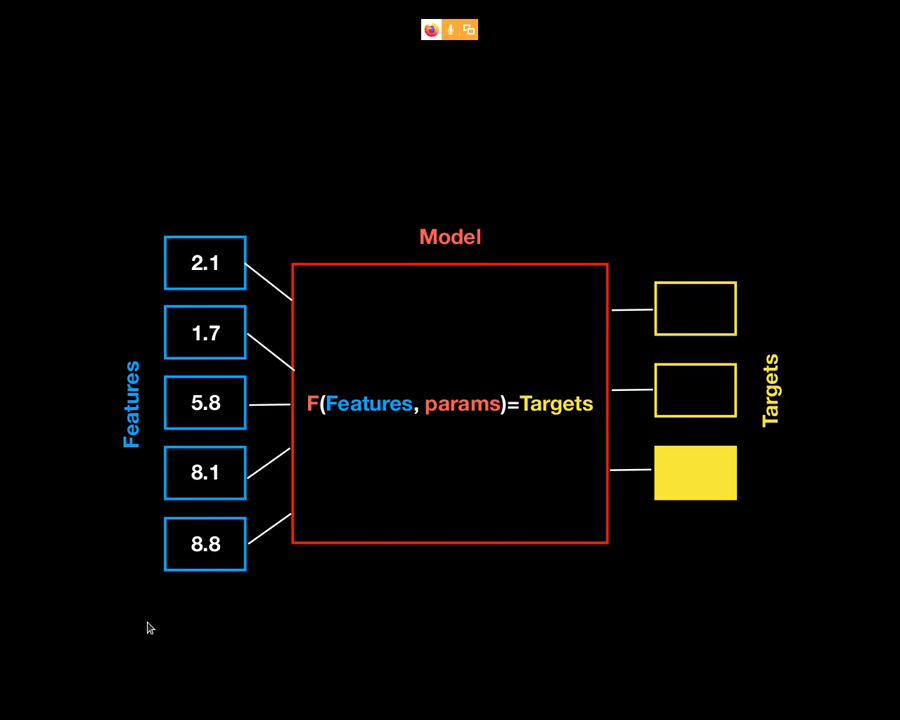 Model
2.1
1.7
5.8
8.1
8.8
Features
F(Features, params)=Targets
Targets